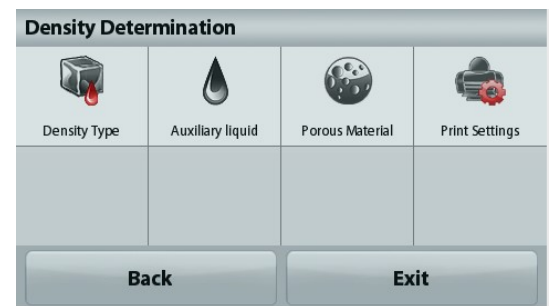 Density Determination
Density Type
Auxiliary liquid
Porous Material
Print Settings
Back
Exit